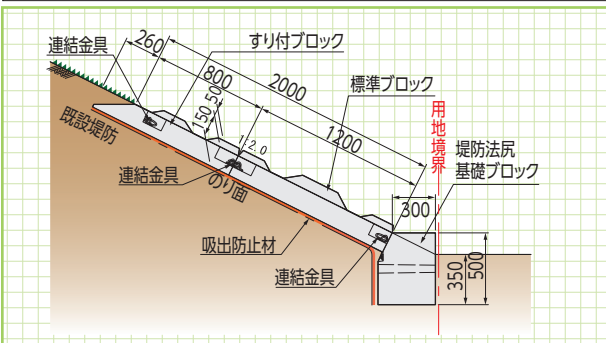 連結金具
260
すり付ブロック
800
2000
標準ブロック
50
150
1200
用地境界
既設堤防
1:2.0
堤防法尻
基礎ブロック
連結金具
のり面
300
吸出防止材
連結金具
350
500